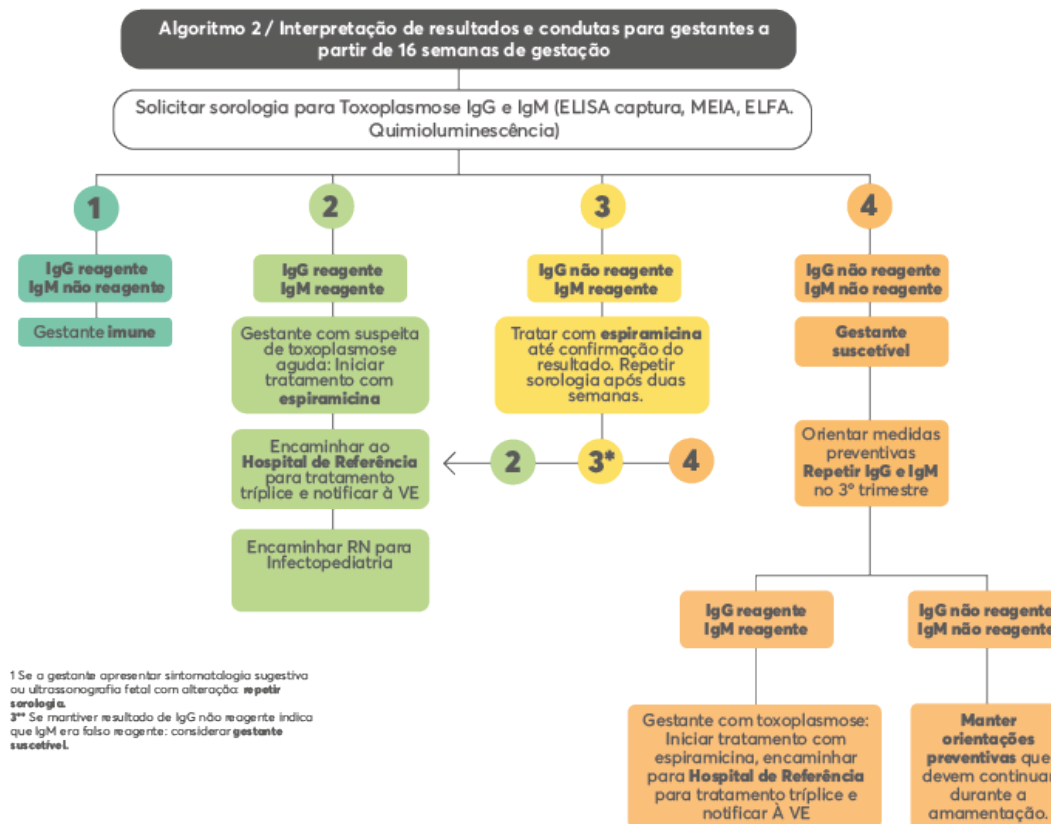 Algoritmo 2 / Interpretação de resultados e condutas para gestantes a
partir de 16 semanas de gestação
Solicitar sorologia para Toxoplasmose IgG e IgM (ELISA captura, MEIA, ELFA.
Quimioluminescência)
1
2
3
4
IgG reagente
IgM não reagente
IgG reagente
IgM reagente
IgG não reagente
IgM reagente
IgG não reagente
IgM não reagente
Gestante imune
Gestante com suspeita
de toxoplasmose
aguda: Iniciar
tratamento com
espiramicina
Tratar com espiramicina
até confirmação do
resultado. Repetir
sorologia após duas
semanas.
Gestante
suscetível
Encaminhar ao
Hospital de Referência
para tratamento
tríplice e notificar À VE
2
3*
4
Orientar medidas
preventivas
Repetir IgG e IgM
no 3º trimestre
Encaminhar RN para
Infectopediatria
IgG reagente
IgM reagente
IgG não reagente
IgM não reagente
1 Se a gestante apresentar sintomatologia sugestiva
ou ultrassonografia fetal com alteração: repetir
sorologia.
3** Se mantiver resultado de IgG não reagente indica
que IgM era falso reagente: considerar gestante
suscetível.
Gestante com toxoplasmose:
Iniciar tratamento com
espiramicina, encaminhar
para Hospital de Referência
para tratamento tríplice e
notificar À VE
Manter
orientações
preventivas que
devem continuar
durante a
amamentação.